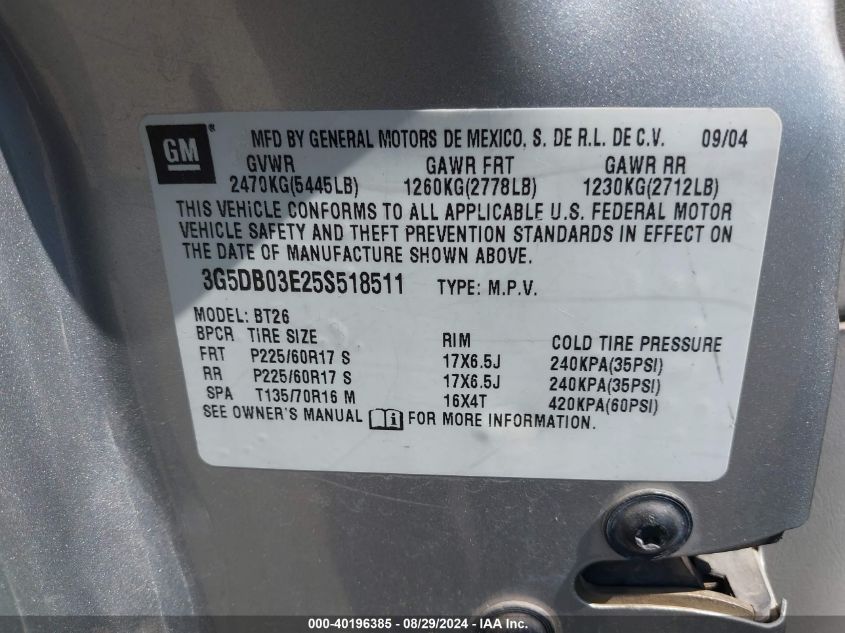 GM®
MFD BY GENERAL MOTORS DE MEXICO, S. DE R.L. DE C.V. 09/04
GVWR GAWR FRT GAWR RR
2470KG(5445LB) 1260KG(2778LB) 1230KG(2712LB)
THIS VEHICLE CONFORMS TO ALL APPLICABLE U.S. FEDERAL MOTOR
VEHICLE SAFETY AND THEFT PREVENTION STANDARDS IN EFFECT ON
THE DATE OF MANUFACTURE SHOWN ABOVE.
3G5DB03E25S518511 TYPE: M.P.V.
MODEL: BT26
BPCR TIRE SIZE RIM COLD TIRE PRESSURE
FRT P225/60R17 S 17X6.5J 240KPA(35PSI)
RR P225/60R17 S 17X6.5J 240KPA(35PSI)
SPA T135/70R16 M 16X4T 420KPA(60PSI)
SEE OWNER'S MANUAL FOR MORE INFORMATION.
000-40196385 - 08/29/2024 - IAA Inc.